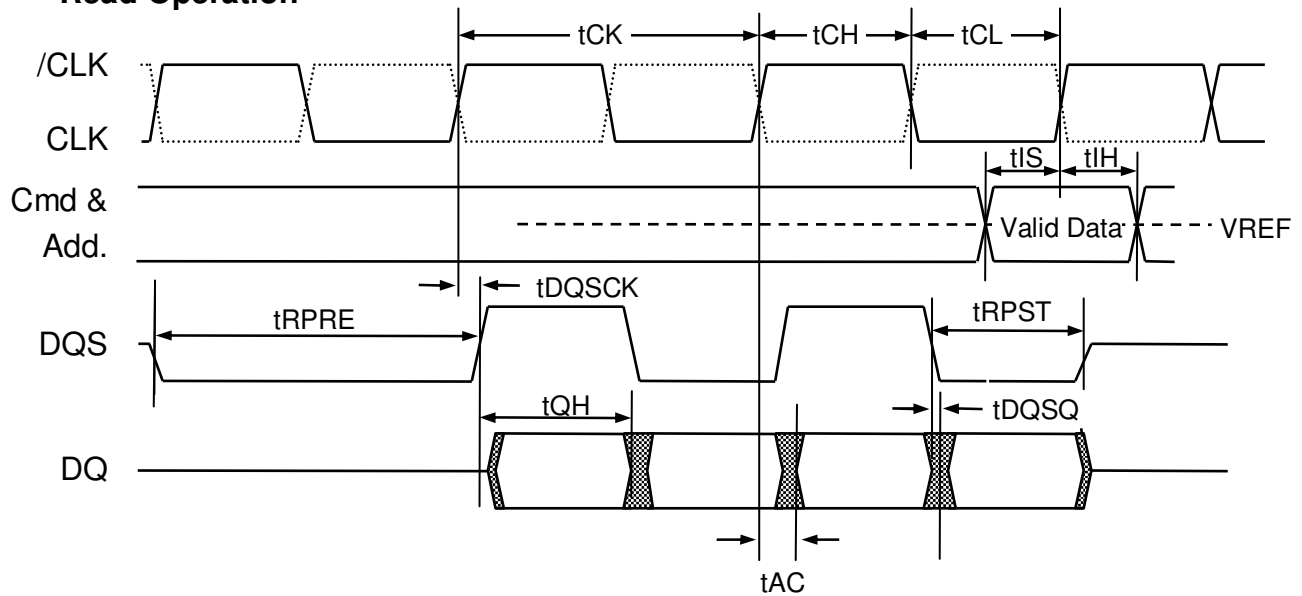 Read Operation
tCK
tCH
tCL
/CLK
CLK
tIS
tIH
Cmd &
Add.
Valid Data
VREF
tDQSCK
tRPRE
tRPST
DQS
tQH
tDQSQ
DQ
tAC